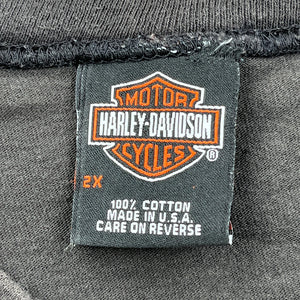 MOTOR
HARLEY-DAVIDSON
CYCLES ®
2X
100% COTTON
MADE IN U.S.A.
CARE ON REVERSE